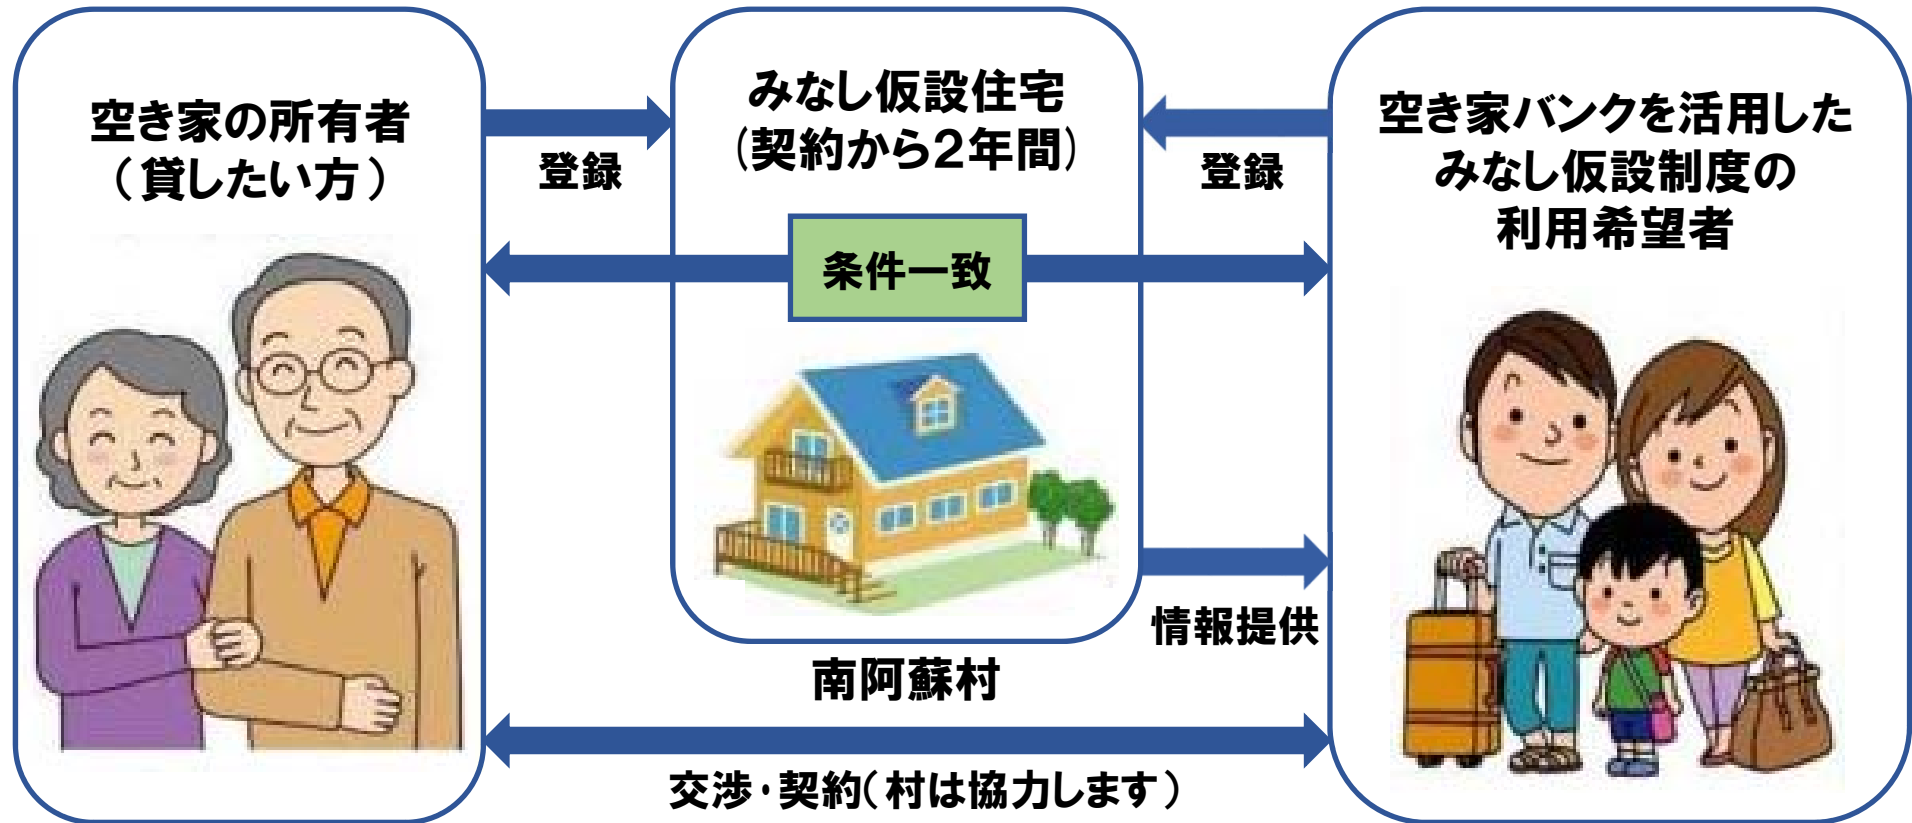 空き家の所有者
（貸したい方）
登録
みなし仮設住宅
(契約から2年間)
条件一致
登録
空き家バンクを活用した
みなし仮設制度の
利用希望者
情報提供
南阿蘇村
交渉・契約(村は協力します)